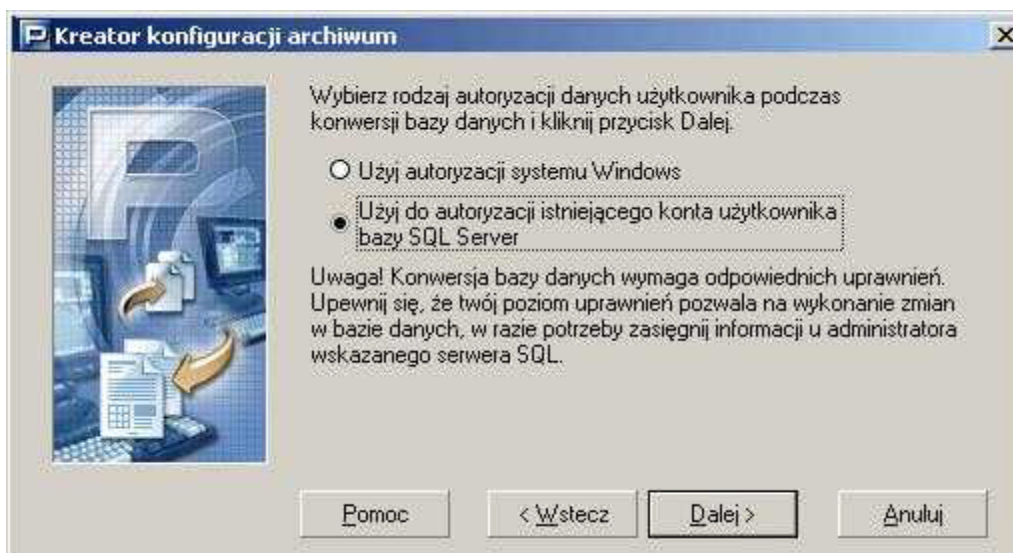 Kreator konfiguracji archiwum
Wybierz rodzaj autoryzacji danych użytkownika podczas
konwersji bazy danych i kliknij przycisk Dalej.
Użyj autoryzacji systemu Windows
Użyj do autoryzacji istniejącego konta użytkownika
bazy SQL Server
Uwaga! Konwersja bazy danych wymaga odpowiednich uprawnień.
Upewnij się, że twój poziom uprawnień pozwala na wykonanie zmian
w bazie danych, w razie potrzeby zasięgnij informacji u administratora
wskazanego serwera SQL.
Pomoc
< Wstecz
Dalej >
Anuluj